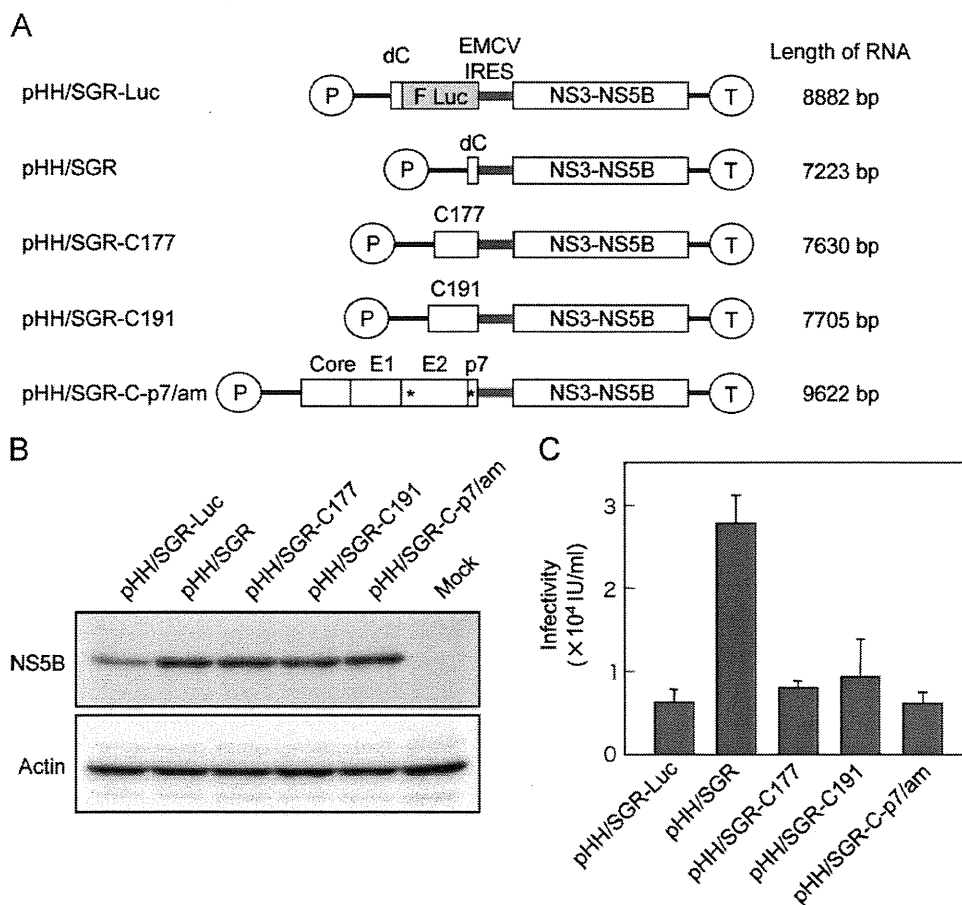 A
dC
EMCV
IRES
Length of RNA
pHH/SGR-Luc
P
F Luc
NS3-NS5B
T
8882 bp
dC
pHH/SGR
P
NS3-NS5B
T
7223 bp
C177
pHH/SGR-C177
P
NS3-NS5B
T
7630 bp
C191
pHH/SGR-C191
P
NS3-NS5B
T
7705 bp
Core E1 E2 p7
pHH/SGR-C-p7/am
P
* *
NS3-NS5B
T
9622 bp
B
pHH/SGR-Luc
pHH/SGR
pHH/SGR-C177
pHH/SGR-C191
pHH/SGR-C-p7/am
Mock
NS5B
Actin
C
Infectivity
(×10⁴ IU/ml)
3
2
1
0
pHH/SGR-Luc
pHH/SGR
pHH/SGR-C177
pHH/SGR-C191
pHH/SGR-C-p7/am